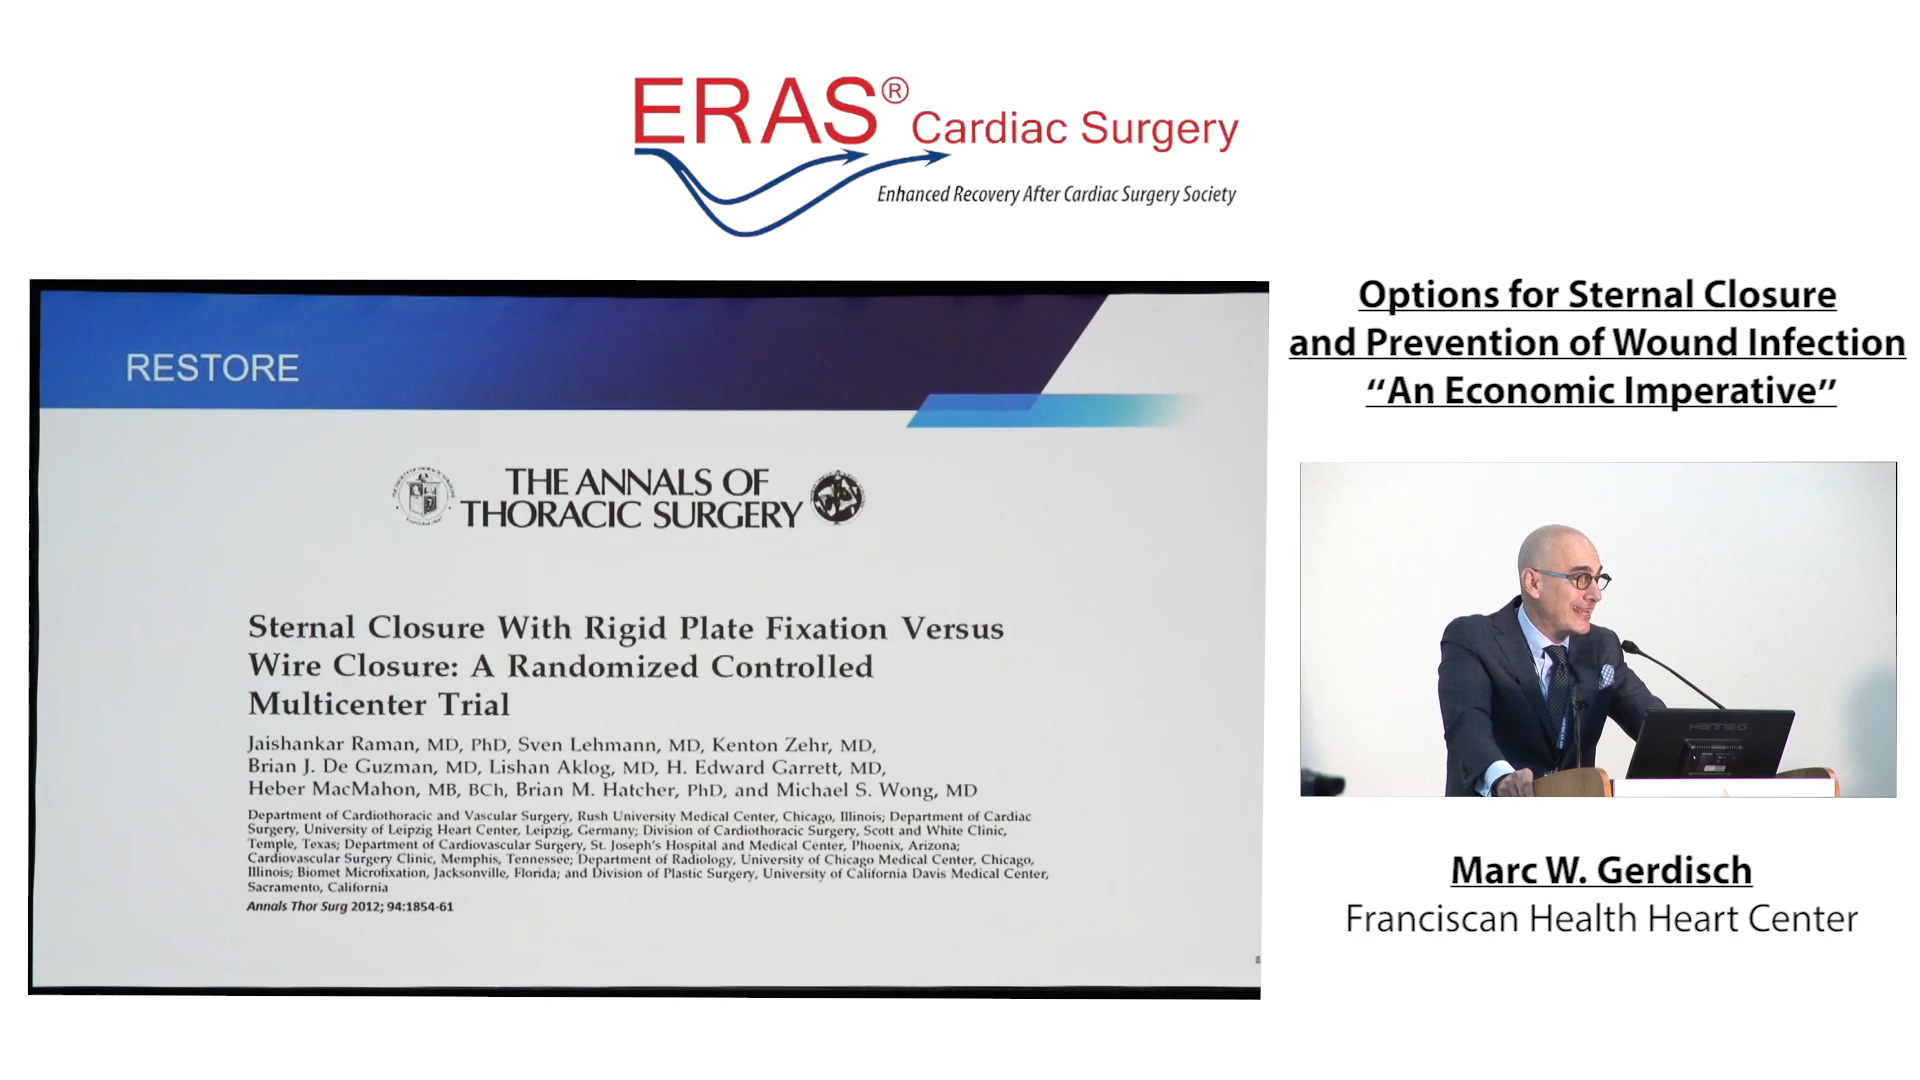 ERAS®
Cardiac Surgery
Enhanced Recovery After Cardiac Surgery Society
RESTORE
THE ANNALS OF
THORACIC SURGERY
Sternal Closure With Rigid Plate Fixation Versus
Wire Closure: A Randomized Controlled
Multicenter Trial
Jaishankar Raman, MD, PhD, Sven Lehmann, MD, Kenton Zehr, MD,
Brian J. De Guzman, MD, Lishan Aklog, MD, H. Edward Garrett, MD,
Heber MacMahon, MB, BCh, Brian M. Hatcher, PhD, and Michael S. Wong, MD
Department of Cardiothoracic and Vascular Surgery, Rush University Medical Center, Chicago, Illinois; Department of Cardiac
Surgery, University of Leipzig Heart Center, Leipzig, Germany; Division of Cardiothoracic Surgery, Scott and White Clinic,
Temple, Texas; Department of Cardiovascular Surgery, St. Joseph's Hospital and Medical Center, Phoenix, Arizona;
Cardiovascular Surgery Clinic, Memphis, Tennessee; Department of Radiology, University of Chicago Medical Center, Chicago,
Illinois; Biomet Microfixation, Jacksonville, Florida; and Division of Plastic Surgery, University of California Davis Medical Center,
Sacramento, California
Annals Thor Surg 2012; 94:1854-61
Options for Sternal Closure
and Prevention of Wound Infection
“An Economic Imperative”
HANNS-G
Marc W. Gerdisch
Franciscan Health Heart Center